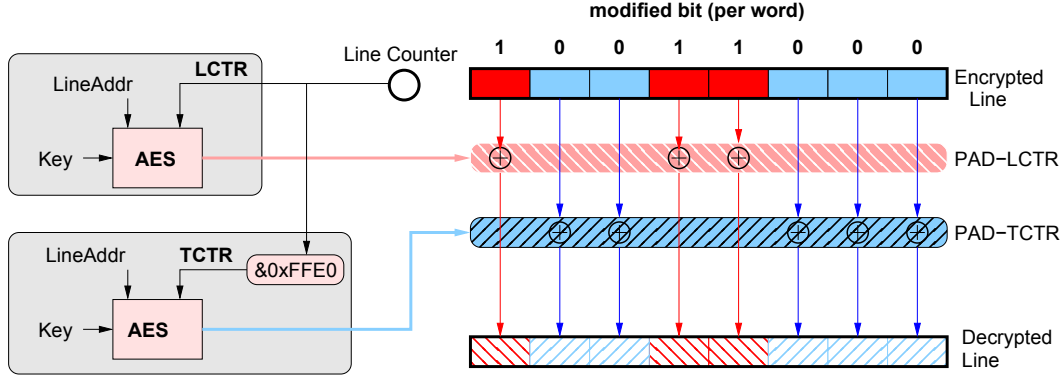 modified bit (per word)
1 0 0 1 1 0 0 0
Line Counter
LCTR
LineAddr
Key
AES
Encrypted
Line
PAD−LCTR
PAD−TCTR
LineAddr
TCTR
&0xFFE0
Key
AES
Decrypted
Line